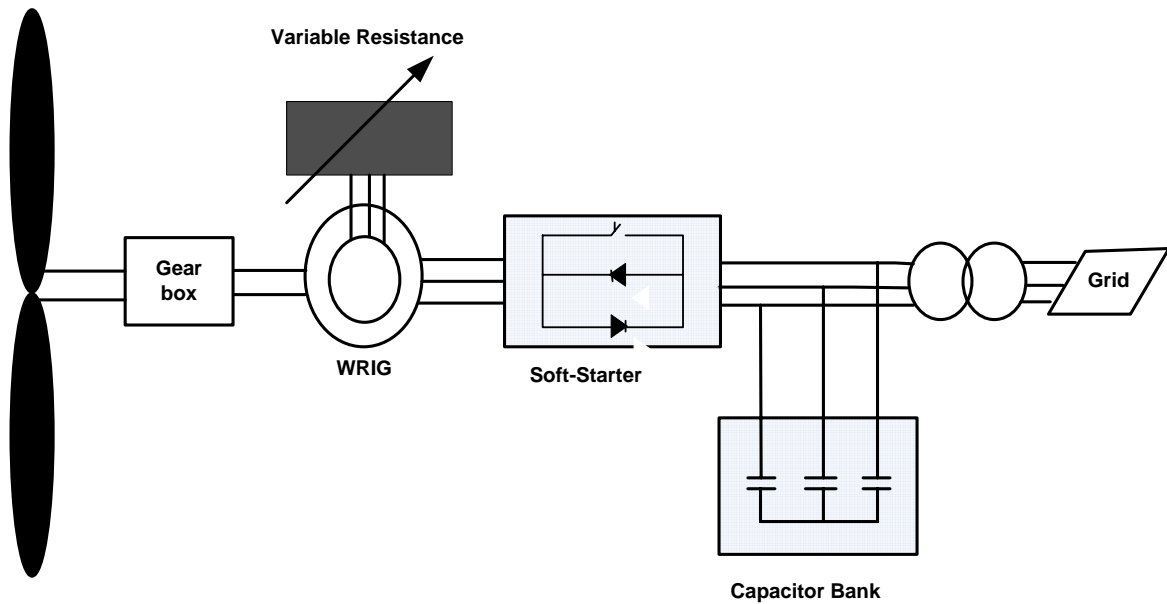 Variable Resistance
Gear
box
WRIG
Soft-Starter
Grid
Capacitor Bank